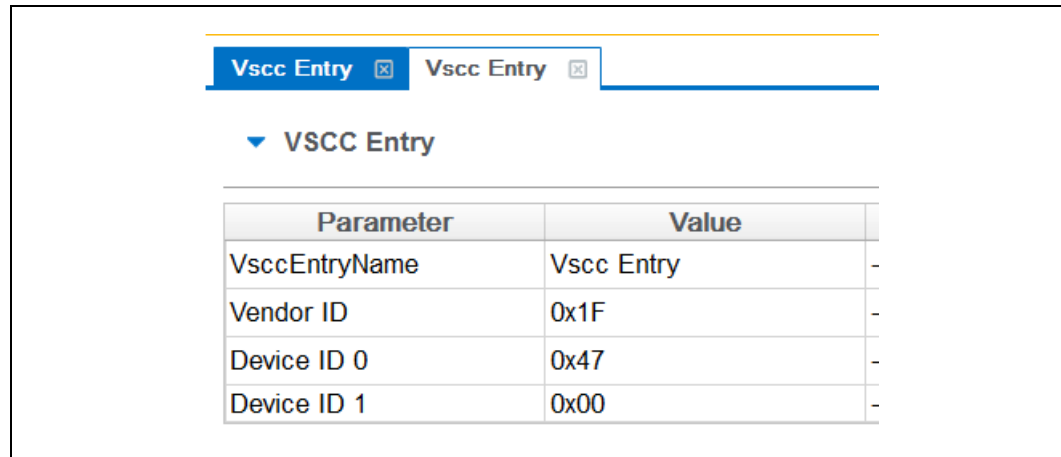 Vscc Entry Vscc Entry
VSCC Entry
Parameter Value
VsccEntryName Vscc Entry
Vendor ID 0x1F
Device ID 0 0x47
Device ID 1 0x00